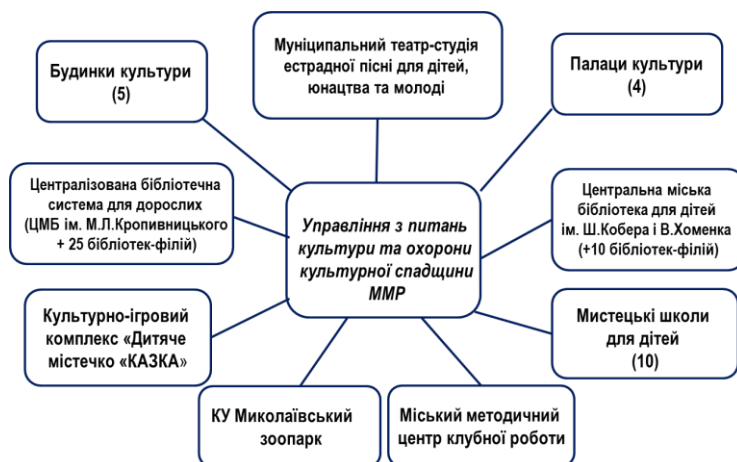 Муніципальний театр-студія
естрадної пісні для дітей,
юнацтва та молоді
Будинки культури
(5)
Палаци культури
(4)
Централізована бібліотечна
система для дорослих
(ЦМБ ім. М.Л.Кропивницького
+ 25 бібліотек-філій)
Управління з питань
культури та охорони
культурної спадщини
ММР
Центральна міська
бібліотека для дітей
ім. Ш.Кобера і В.Хоменка
(+10 бібліотек-філій)
Культурно-ігровий
комплекс «Дитяче
містечко «КАЗКА»
Мистецькі школи
для дітей
(10)
КУ Миколаївський
зоопарк
Міський методичний
центр клубної роботи